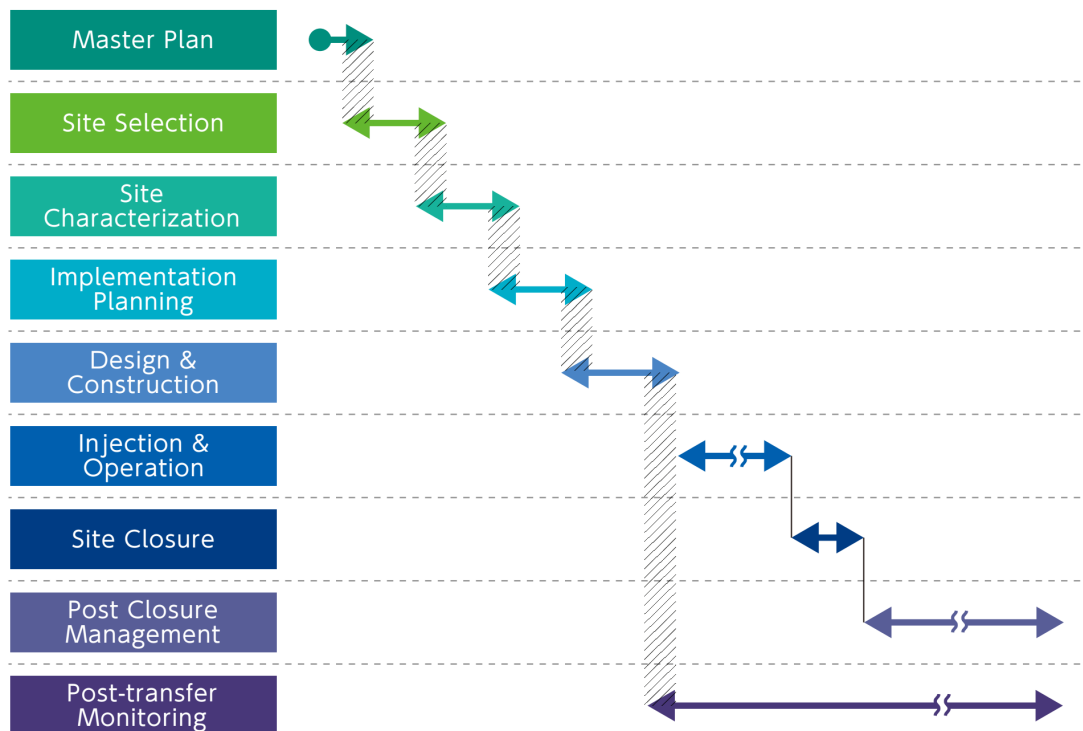 Master Plan
Site Selection
Site
Characterization
Implementation
Planning
Design &
Construction
Injection &
Operation
Site Closure
Post Closure
Management
Post-transfer
Monitoring